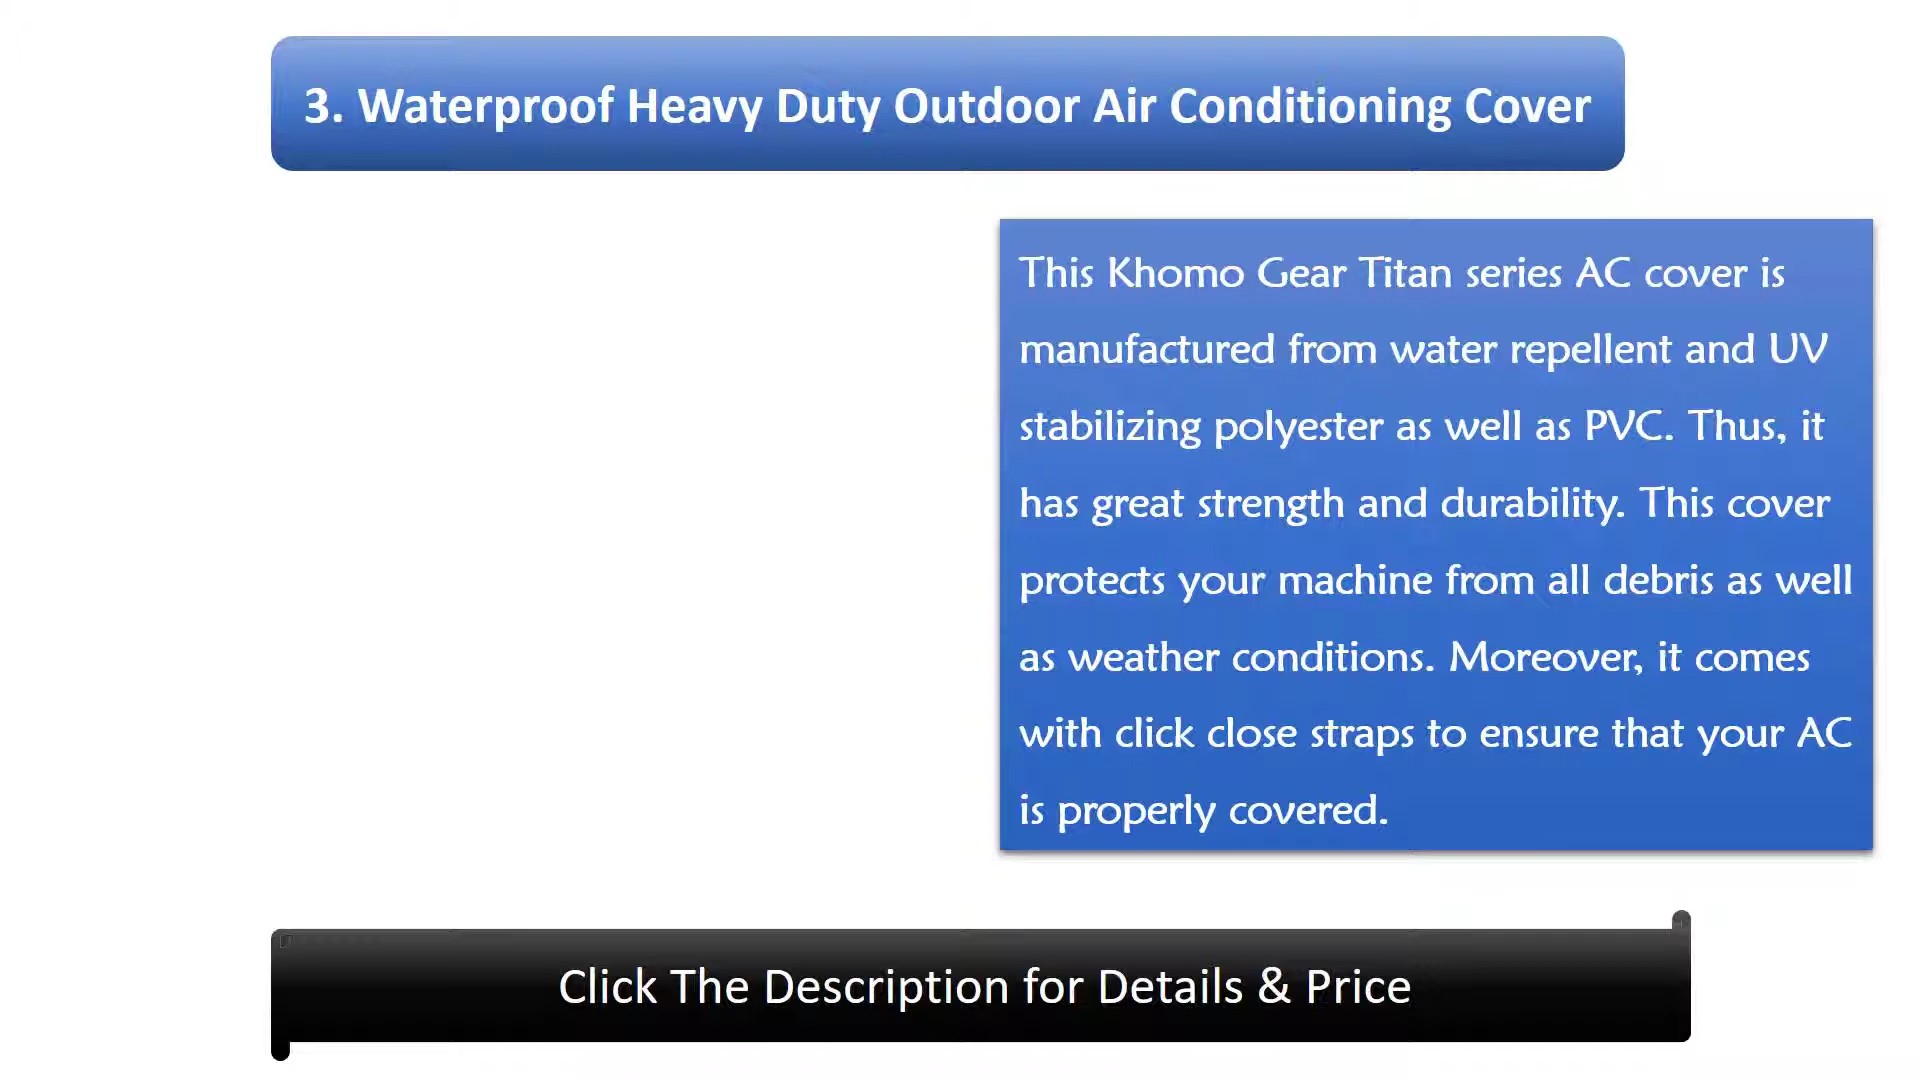 3. Waterproof Heavy Duty Outdoor Air Conditioning Cover
This Khomo Gear Titan series AC cover is
manufactured from water repellent and UV
stabilizing polyester as well as PVC. Thus, it
has great strength and durability. This cover
protects your machine from all debris as well
as weather conditions. Moreover, it comes
with click close straps to ensure that your AC
is properly covered.
Click The Description for Details & Price